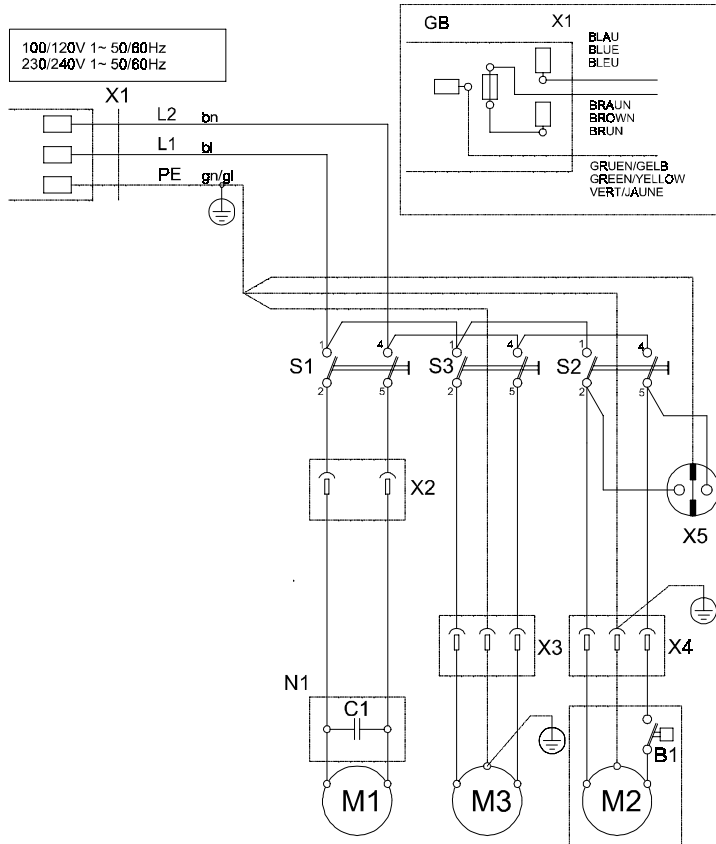 100/120V 1~ 50/60Hz
230/240V 1~ 50/60Hz
GB
X1
BLAU
BLUE
BLEU
BRAUN
BROWN
BRUN
GRUEN/GELB
GREEN/YELLOW
VERT/JAUNE
X1
L2 bn
L1 bl
PE gn/gl
1 4 1 4 1 4
S1 S3 S2
2 5 2 5 2 5
X2
X5
X3 X4
N1
C1
B1
M1 M3 M2